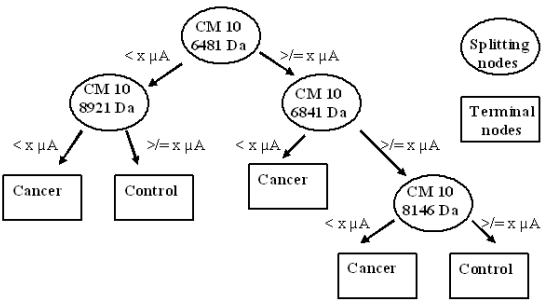 CM 10
6481 Da
Splitting
nodes
< x µA
>/= x µA
CM 10
8921 Da
CM 10
6841 Da
Terminal
nodes
< x µA
>/= x µA
< x µA
>/= x µA
Cancer
Control
Cancer
CM 10
8146 Da
< x µA
>/= x µA
Cancer
Control